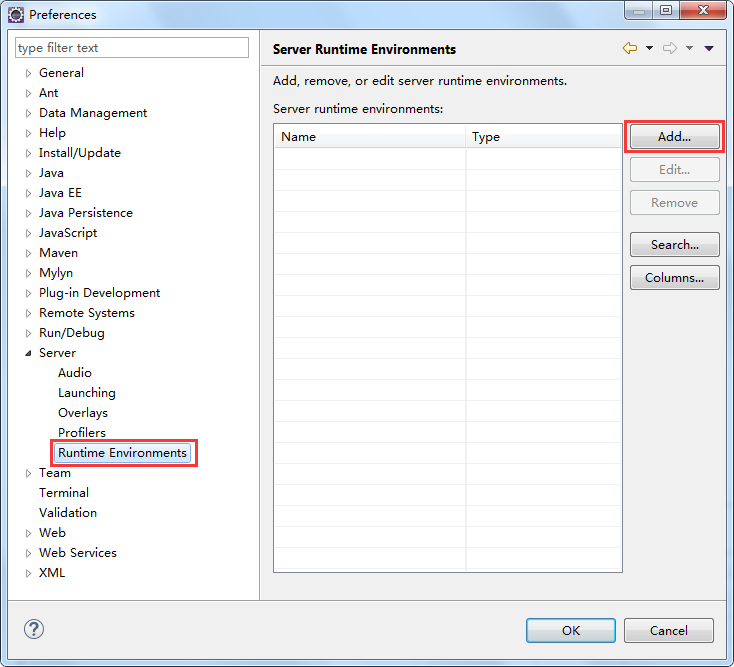 Preferences
type filter text
General
Ant
Data Management
Help
Install/Update
Java
Java EE
Java Persistence
JavaScript
Maven
Mylyn
Plug-in Development
Remote Systems
Run/Debug
Server
Audio
Launching
Overlays
Profilers
Runtime Environments
Team
Terminal
Validation
Web
Web Services
XML
Server Runtime Environments
Add, remove, or edit server runtime environments.
Server runtime environments:
Name Type
Add...
Edit...
Remove
Search...
Columns...
?
OK Cancel